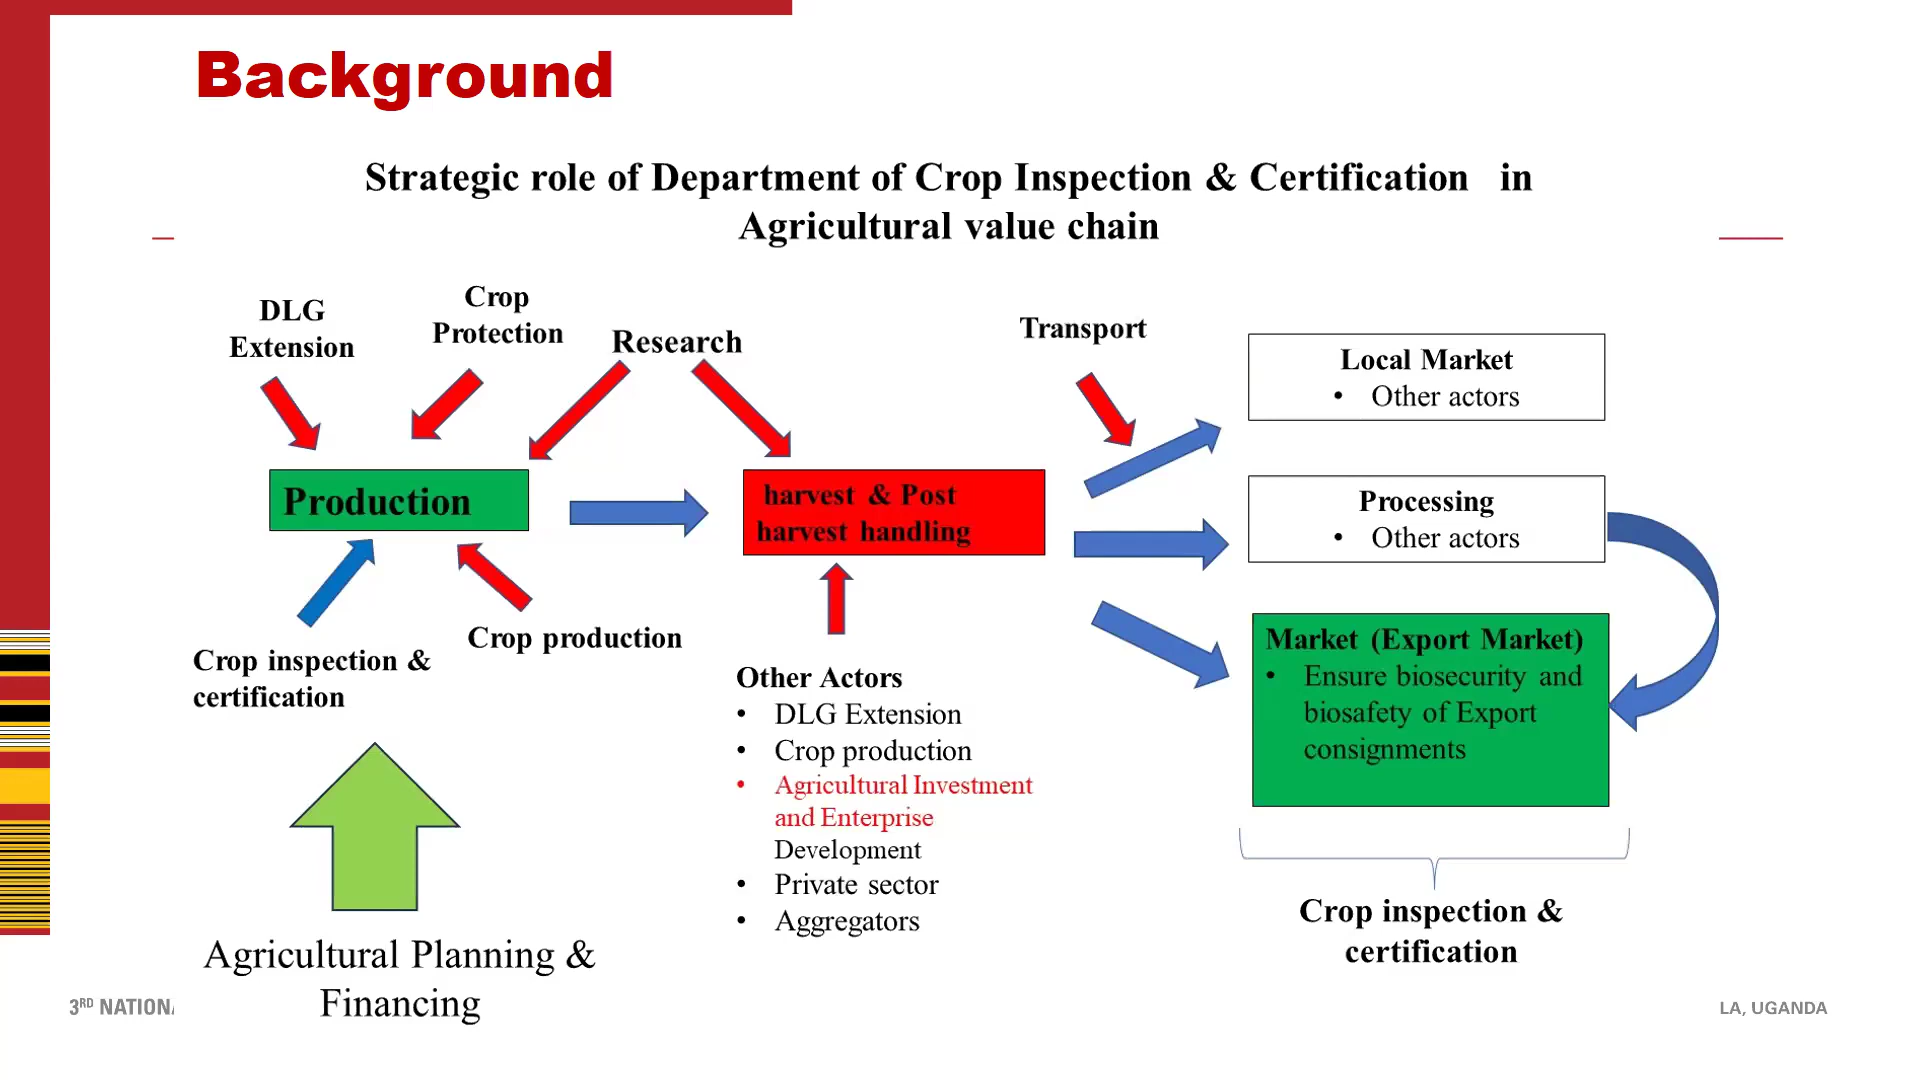 Background
Strategic role of Department of Crop Inspection & Certification in
Agricultural value chain
DLG
Extension
Crop
Protection
Research
Transport
Local Market
• Other actors
Production
harvest & Post
harvest handling
Processing
• Other actors
Crop inspection &
certification
Crop production
Market (Export Market)
• Ensure biosecurity and
biosafety of Export
consignments
Other Actors
• DLG Extension
• Crop production
• Agricultural Investment
and Enterprise
Development
• Private sector
• Aggregators
Crop inspection &
certification
Agricultural Planning &
Financing
3RD
LA, UGANDA